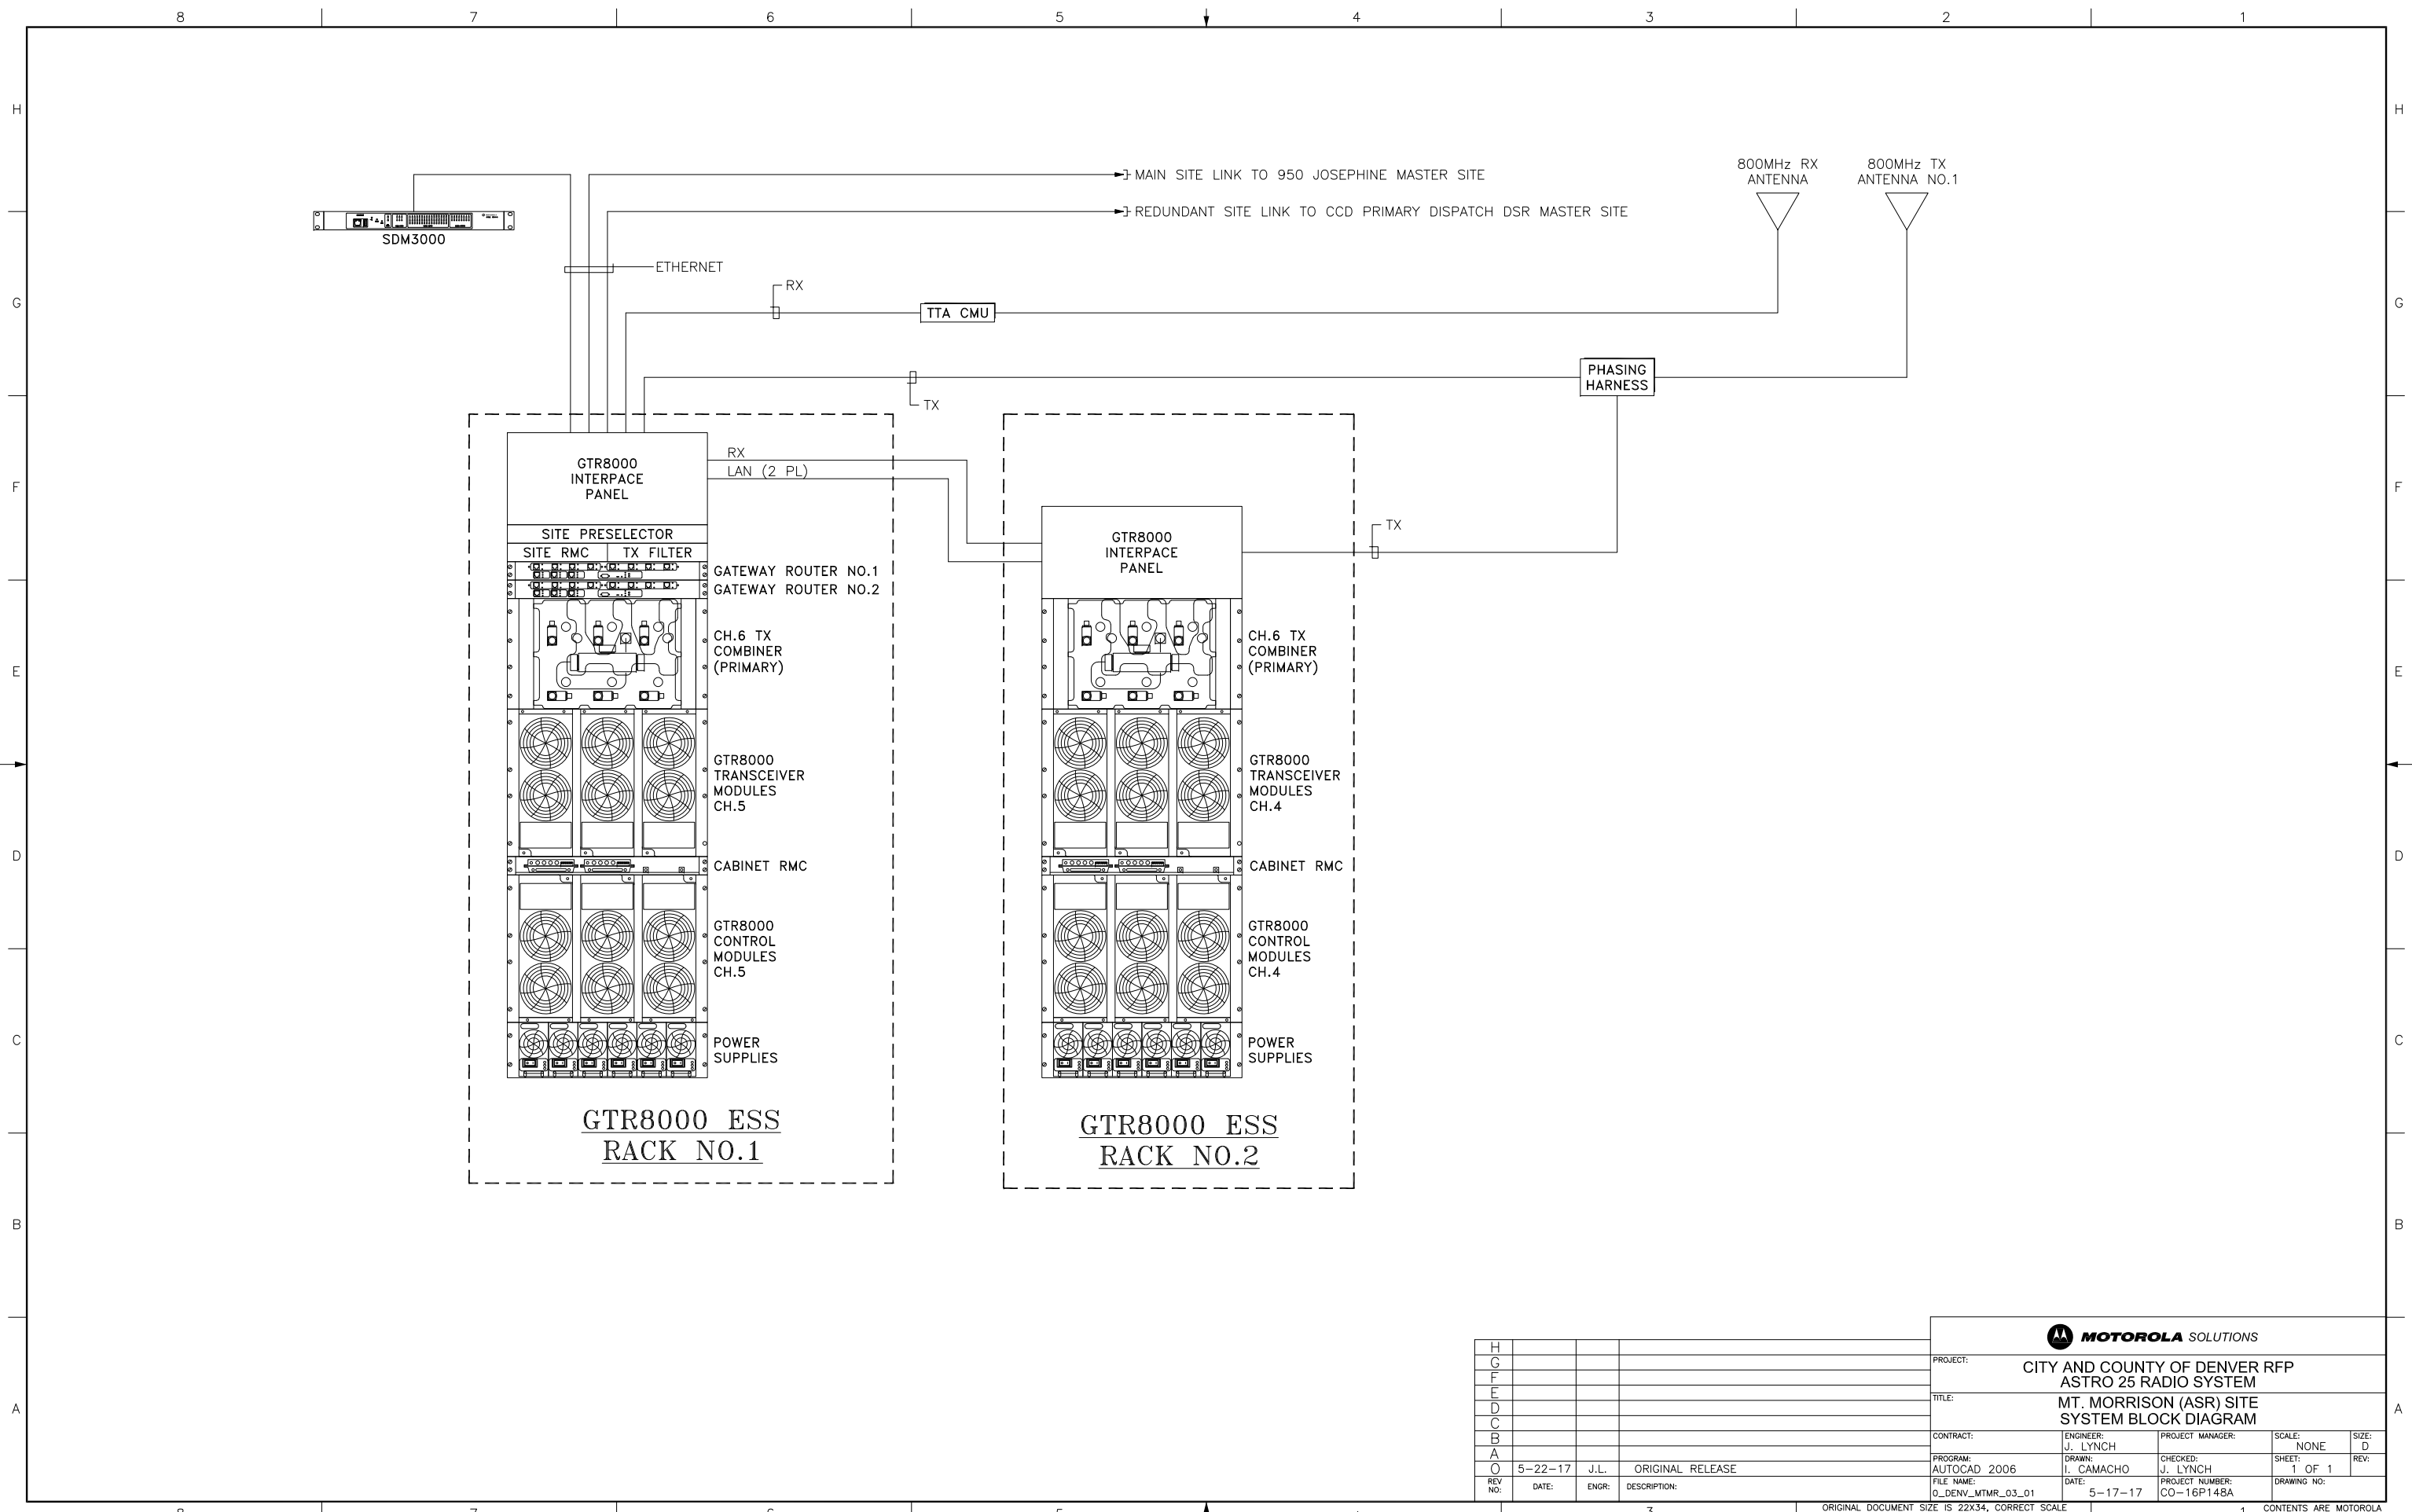 8 7 6 5 4 3 2 1
H
H
800MHz RX
ANTENNA
800MHz TX
ANTENNA NO.1
MAIN SITE LINK TO 950 JOSEPHINE MASTER SITE
REDUNDANT SITE LINK TO CCD PRIMARY DISPATCH DSR MASTER SITE
SDM3000
ETHERNET
RX
G
G
TTA CMU
PHASING
HARNESS
TX
GTR8000
INTERPACE
PANEL
RX
LAN (2 PL)
F
F
SITE PRESELECTOR
SITE RMC
TX FILTER
GATEWAY ROUTER NO.1
GATEWAY ROUTER NO.2
CH.6 TX
COMBINER
(PRIMARY)
GTR8000
TRANSCEIVER
MODULES
CH.5
CABINET RMC
GTR8000
CONTROL
MODULES
CH.5
POWER
SUPPLIES
GTR8000 ESS
RACK NO.1
GTR8000
INTERPACE
PANEL
TX
CH.6 TX
COMBINER
(PRIMARY)
GTR8000
TRANSCEIVER
MODULES
CH.4
CABINET RMC
GTR8000
CONTROL
MODULES
CH.4
POWER
SUPPLIES
GTR8000 ESS
RACK NO.2
E
E
D
D
C
C
B
B
A
A
H
G
F
E
D
C
B
A
O 5-22-17 J.L. ORIGINAL RELEASE
REV NO: DATE: ENGR: DESCRIPTION:
MOTOROLA SOLUTIONS
PROJECT:
CITY AND COUNTY OF DENVER RFP
ASTRO 25 RADIO SYSTEM
TITLE:
MT. MORRISON (ASR) SITE
SYSTEM BLOCK DIAGRAM
CONTRACT: ENGINEER: PROJECT MANAGER: SCALE: SIZE:
J. LYNCH NONE D
PROGRAM: DRAWN: CHECKED: SHEET: REV:
AUTOCAD 2006 I. CAMACHO J. LYNCH 1 OF 1
FILE NAME: DATE: PROJECT NUMBER: DRAWING NO:
0_DENV_MTMR_03_01 5-17-17 CO-16P148A
ORIGINAL DOCUMENT SIZE IS 22X34, CORRECT SCALE
CONTENTS ARE MOTOROLA